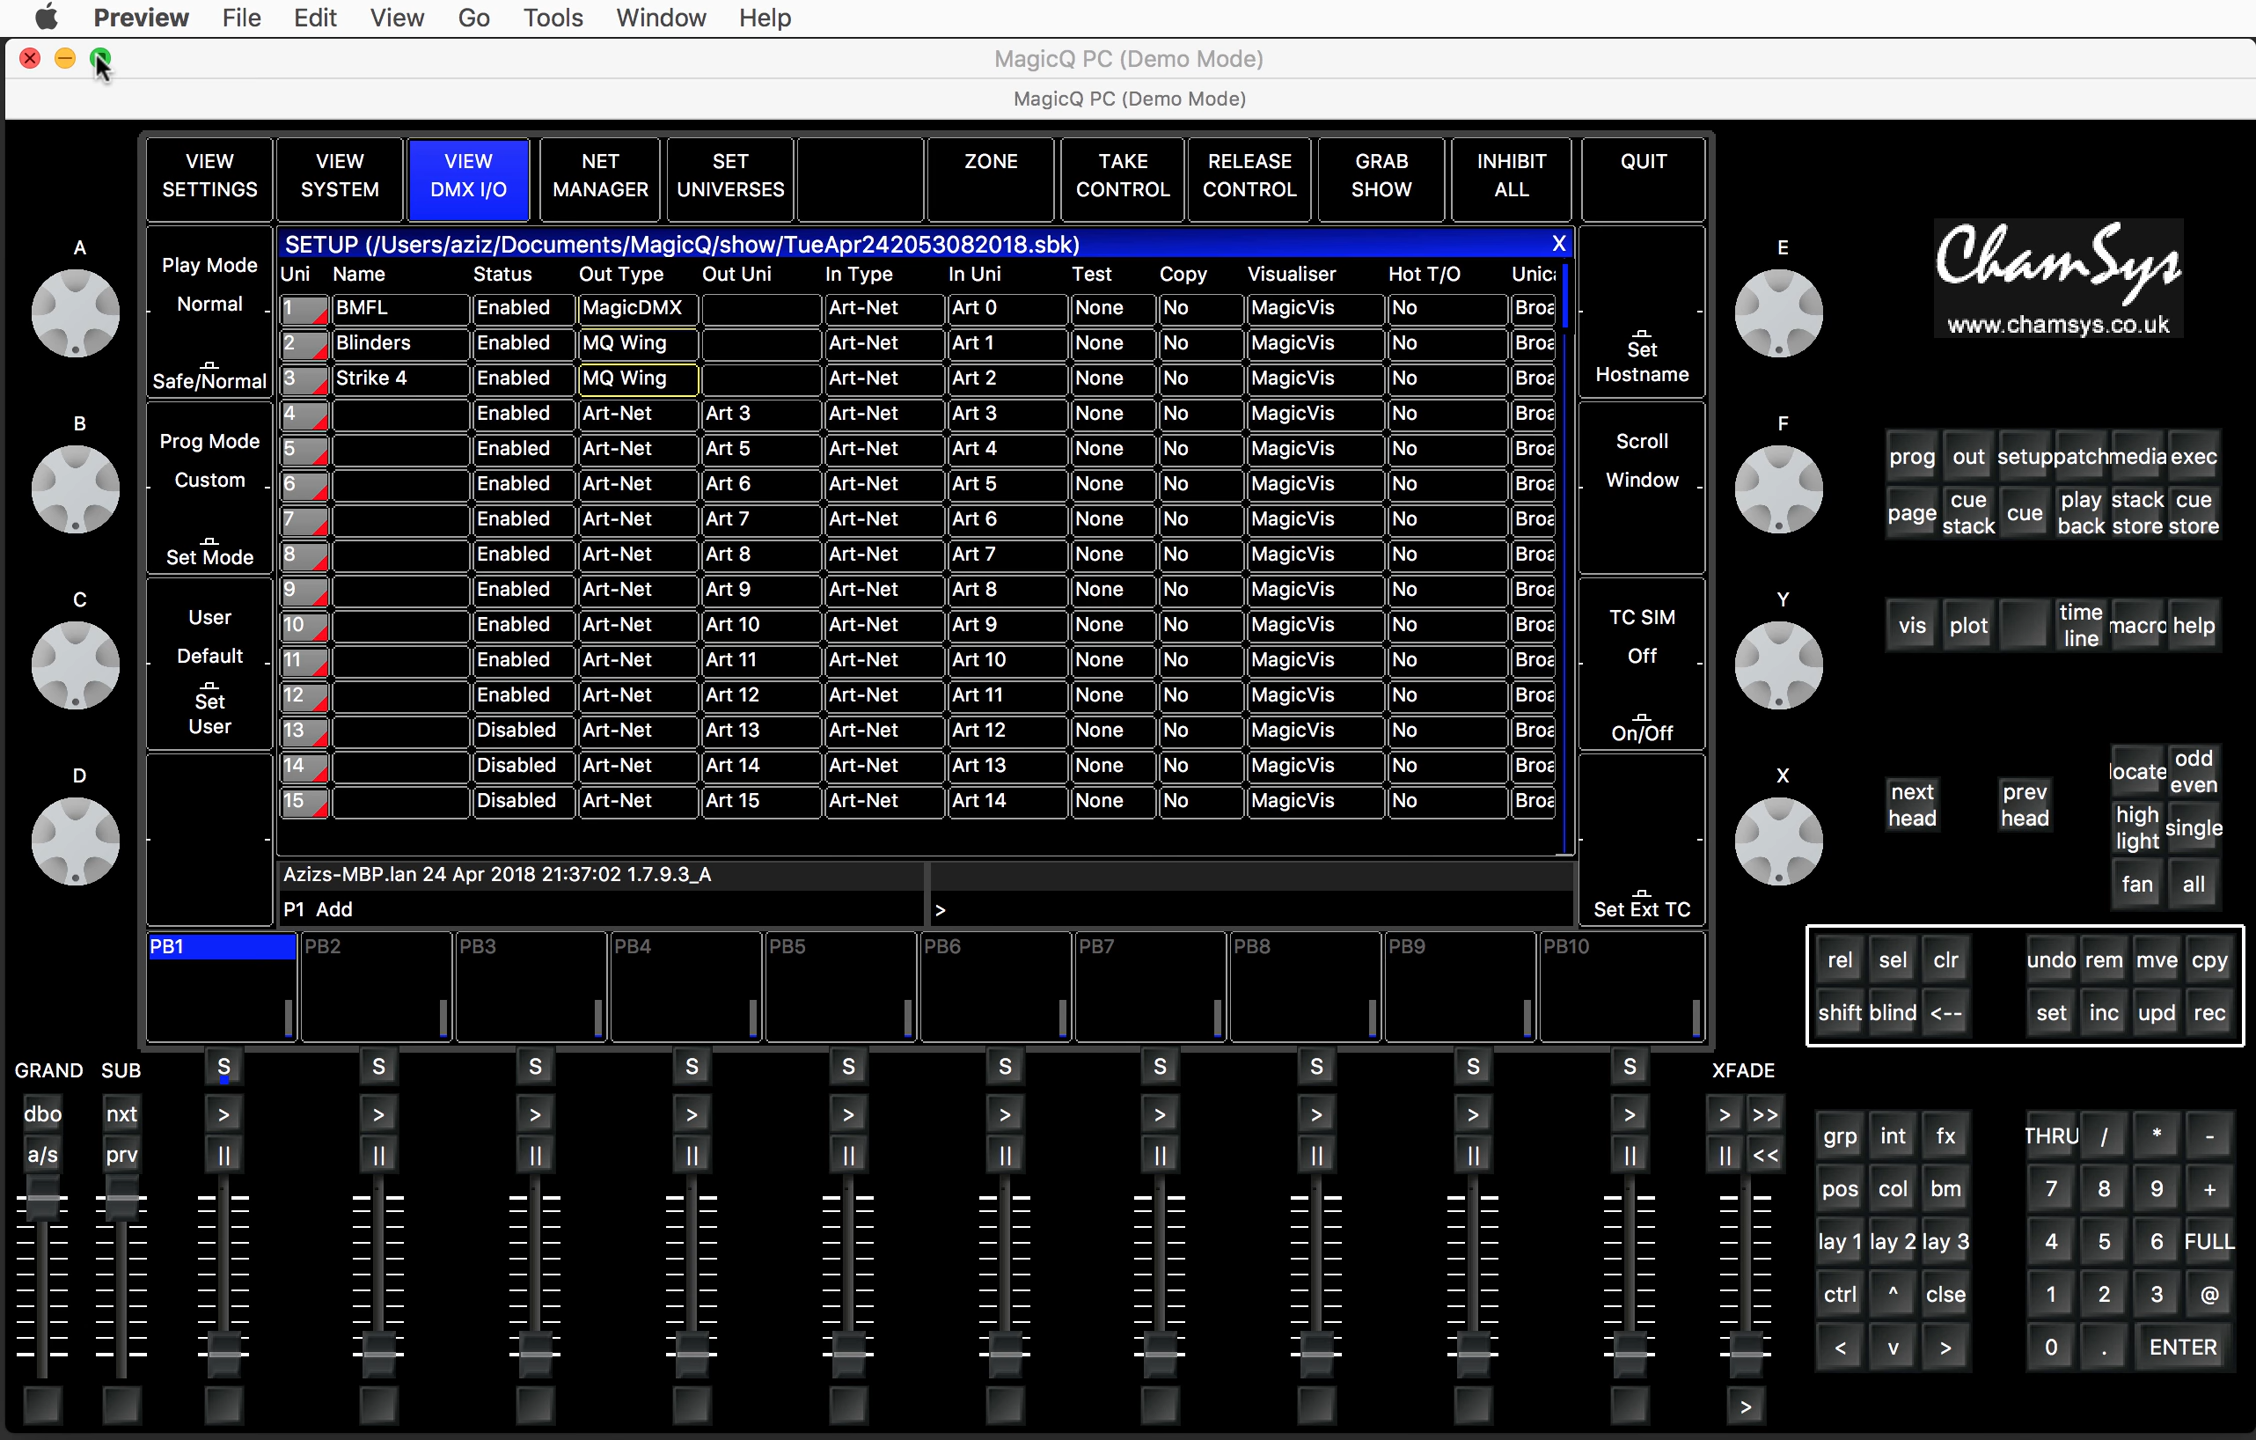 Preview File Edit View Go Tools Window Help
MagicQ PC (Demo Mode)
MagicQ PC (Demo Mode)
VIEW SETTINGS
VIEW SYSTEM
VIEW DMX I/O
NET MANAGER
SET UNIVERSES
ZONE
TAKE CONTROL
RELEASE CONTROL
GRAB SHOW
INHIBIT ALL
QUIT
A
Play Mode
Normal
Safe/Normal
B
Prog Mode
Custom
Set Mode
C
User
Default
Set
User
D
SETUP (/Users/aziz/Documents/MagicQ/show/TueApr242053082018.sbk) X
Uni Name Status Out Type Out Uni In Type In Uni Test Copy Visualiser Hot T/O Unic
1 BMFL Enabled MagicDMX Art-Net Art 0 None No MagicVis No Broa
2 Blinders Enabled MQ Wing Art-Net Art 1 None No MagicVis No Broa
3 Strike 4 Enabled MQ Wing Art-Net Art 2 None No MagicVis No Broa
4 Enabled Art-Net Art 3 Art-Net Art 3 None No MagicVis No Broa
5 Enabled Art-Net Art 5 Art-Net Art 4 None No MagicVis No Broa
6 Enabled Art-Net Art 6 Art-Net Art 5 None No MagicVis No Broa
7 Enabled Art-Net Art 7 Art-Net Art 6 None No MagicVis No Broa
8 Enabled Art-Net Art 8 Art-Net Art 7 None No MagicVis No Broa
9 Enabled Art-Net Art 9 Art-Net Art 8 None No MagicVis No Broa
10 Enabled Art-Net Art 10 Art-Net Art 9 None No MagicVis No Broa
11 Enabled Art-Net Art 11 Art-Net Art 10 None No MagicVis No Broa
12 Enabled Art-Net Art 12 Art-Net Art 11 None No MagicVis No Broa
13 Disabled Art-Net Art 13 Art-Net Art 12 None No MagicVis No Broa
14 Disabled Art-Net Art 14 Art-Net Art 13 None No MagicVis No Broa
15 Disabled Art-Net Art 15 Art-Net Art 14 None No MagicVis No Broa
Azizs-MBP.lan 24 Apr 2018 21:37:02 1.7.9.3_A
P1 Add >
Set
Hostname
E
Scroll
Window
F
TC SIM
Off
On/Off
Y
Set Ext TC
X
ChamSys
www.chamsys.co.uk
prog out setup patch media exec
page cue stack cue play back stack store cue store
vis plot time line macro help
next head prev head
locate odd even
high light single
fan all
rel sel clr undo rem mve cpy
shift blind <-- set inc upd rec
PB1 PB2 PB3 PB4 PB5 PB6 PB7 PB8 PB9 PB10
GRAND SUB S S S S S S S S S S XFADE
dbo nxt > > > > > > > > > > > >>
a/s prv || || || || || || || || || || || <<
>
grp int fx THRU / * -
pos col bm 7 8 9 +
lay 1 lay 2 lay 3 4 5 6 FULL
ctrl ^ clse 1 2 3 @
< v > 0 . ENTER